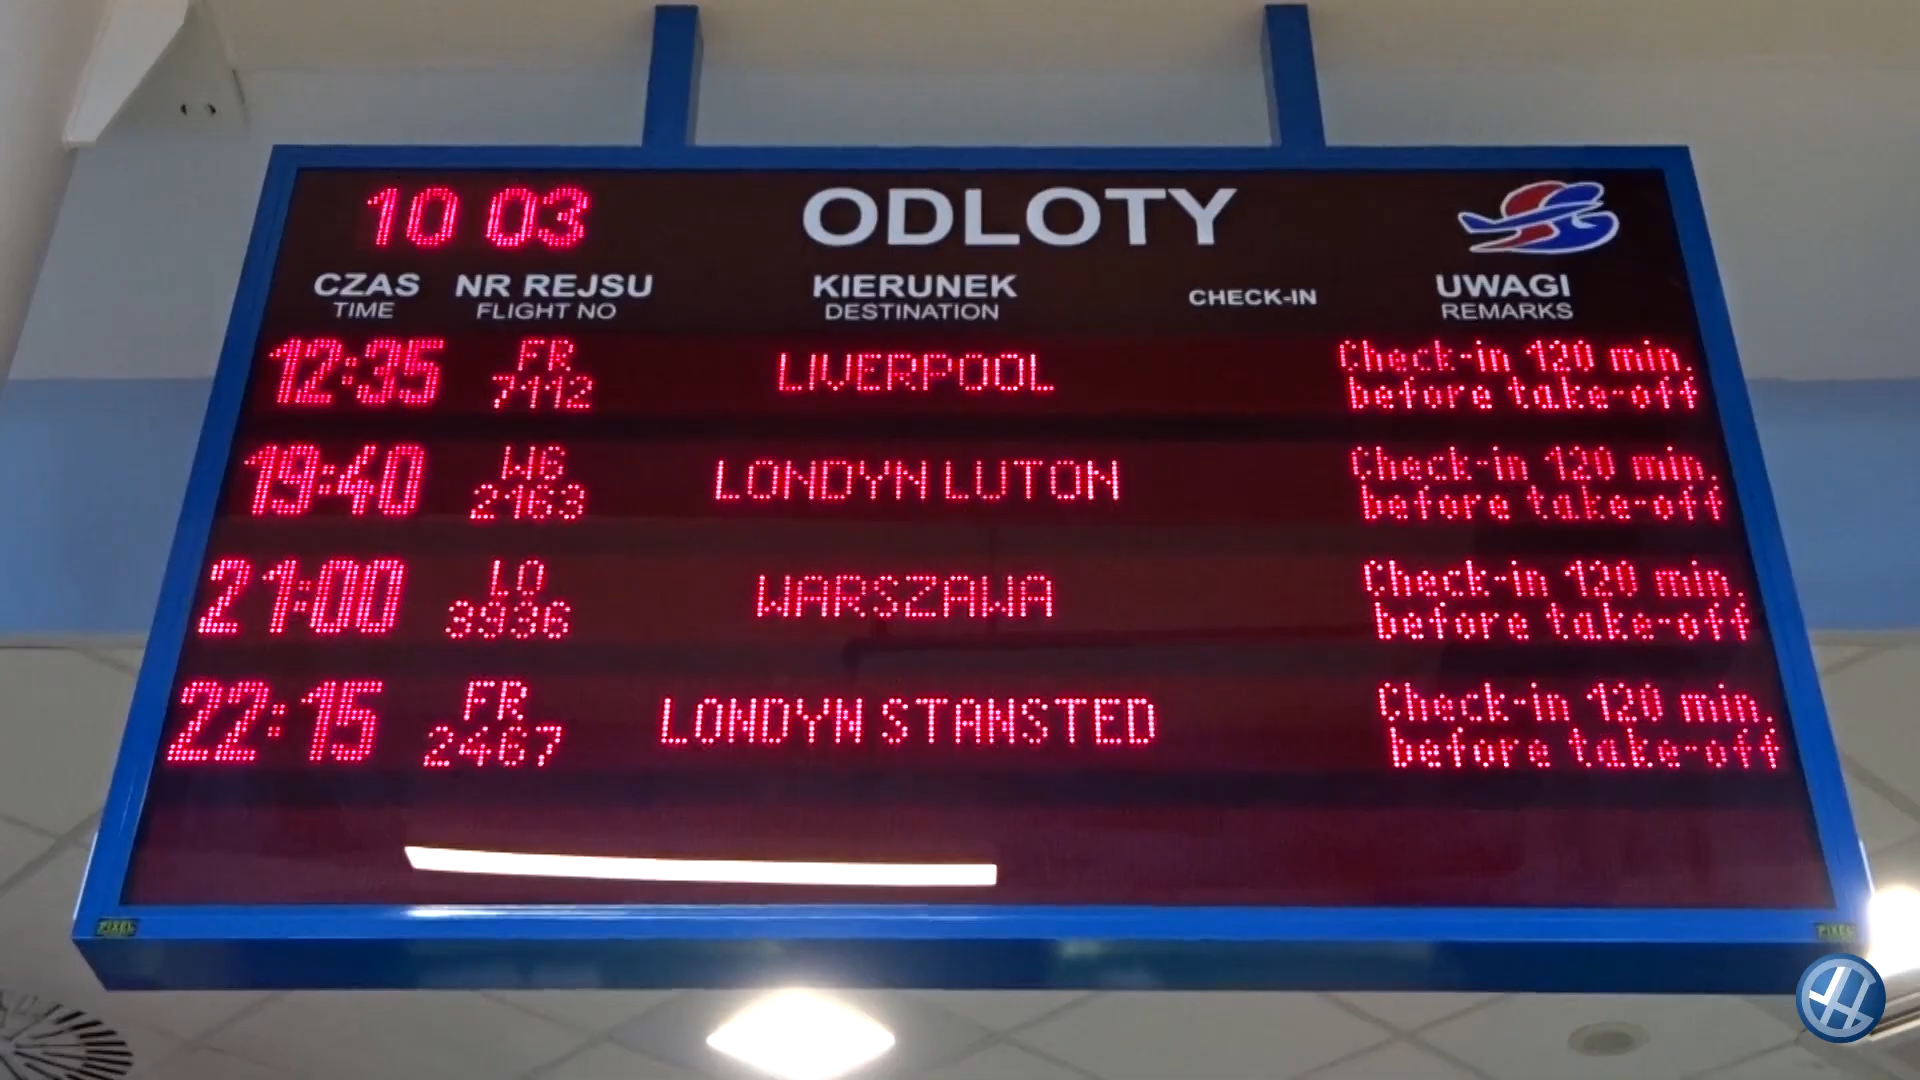 10 03
ODLOTY
CZAS
TIME
NR REJSU
FLIGHT NO
KIERUNEK
DESTINATION
CHECK-IN
UWAGI
REMARKS
12:35 FR 7112 LIVERPOOL Check-in 120 min. before take-off
19:40 W6 2163 LONDYN LUTON Check-in 120 min. before take-off
21:00 LO 3936 WARSZAWA Check-in 120 min. before take-off
22:15 FR 2467 LONDYN STANSTED Check-in 120 min. before take-off
PIXEL
PIXEL